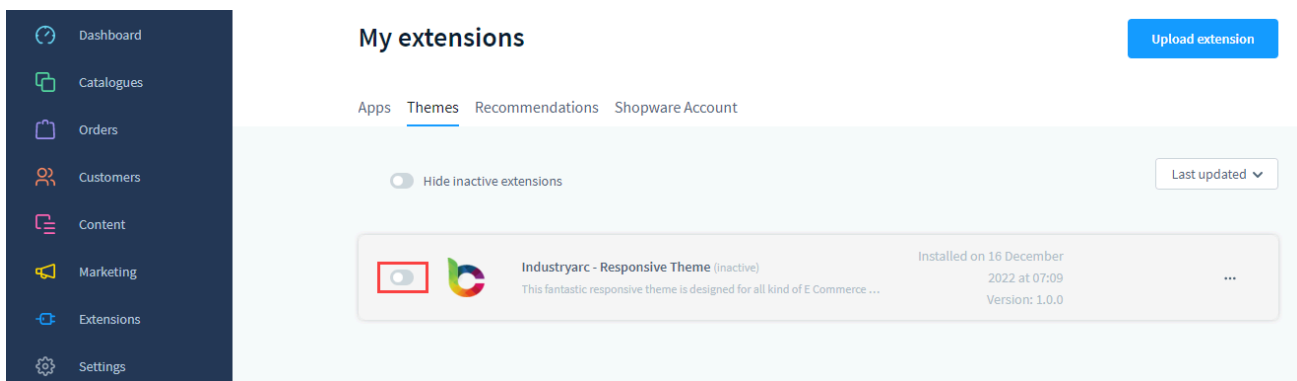 Dashboard
Catalogues
Orders
Customers
Content
Marketing
Extensions
Settings
My extensions
Upload extension
Apps Themes Recommendations Shopware Account
Hide inactive extensions
Last updated
Industryarc - Responsive Theme (inactive)
This fantastic responsive theme is designed for all kind of E Commerce ...
Installed on 16 December
2022 at 07:09
Version: 1.0.0